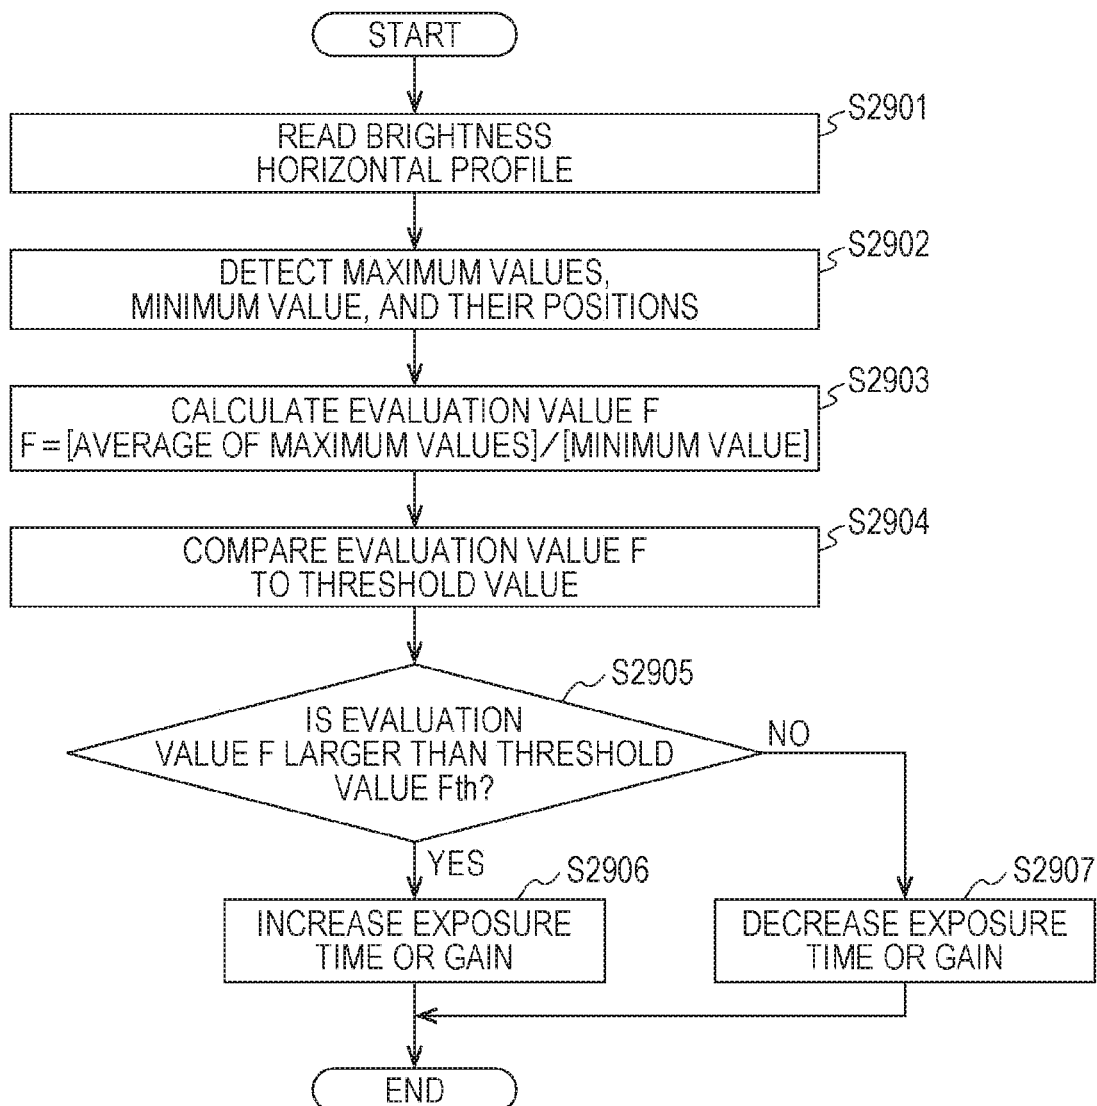 START
S2901
READ BRIGHTNESS
HORIZONTAL PROFILE
S2902
DETECT MAXIMUM VALUES,
MINIMUM VALUE, AND THEIR POSITIONS
S2903
CALCULATE EVALUATION VALUE F
F=[AVERAGE OF MAXIMUM VALUES]/[MINIMUM VALUE]
S2904
COMPARE EVALUATION VALUE F
TO THRESHOLD VALUE
S2905
IS EVALUATION
VALUE F LARGER THAN THRESHOLD
VALUE Fth?
NO
YES
S2906
INCREASE EXPOSURE
TIME OR GAIN
S2907
DECREASE EXPOSURE
TIME OR GAIN
END